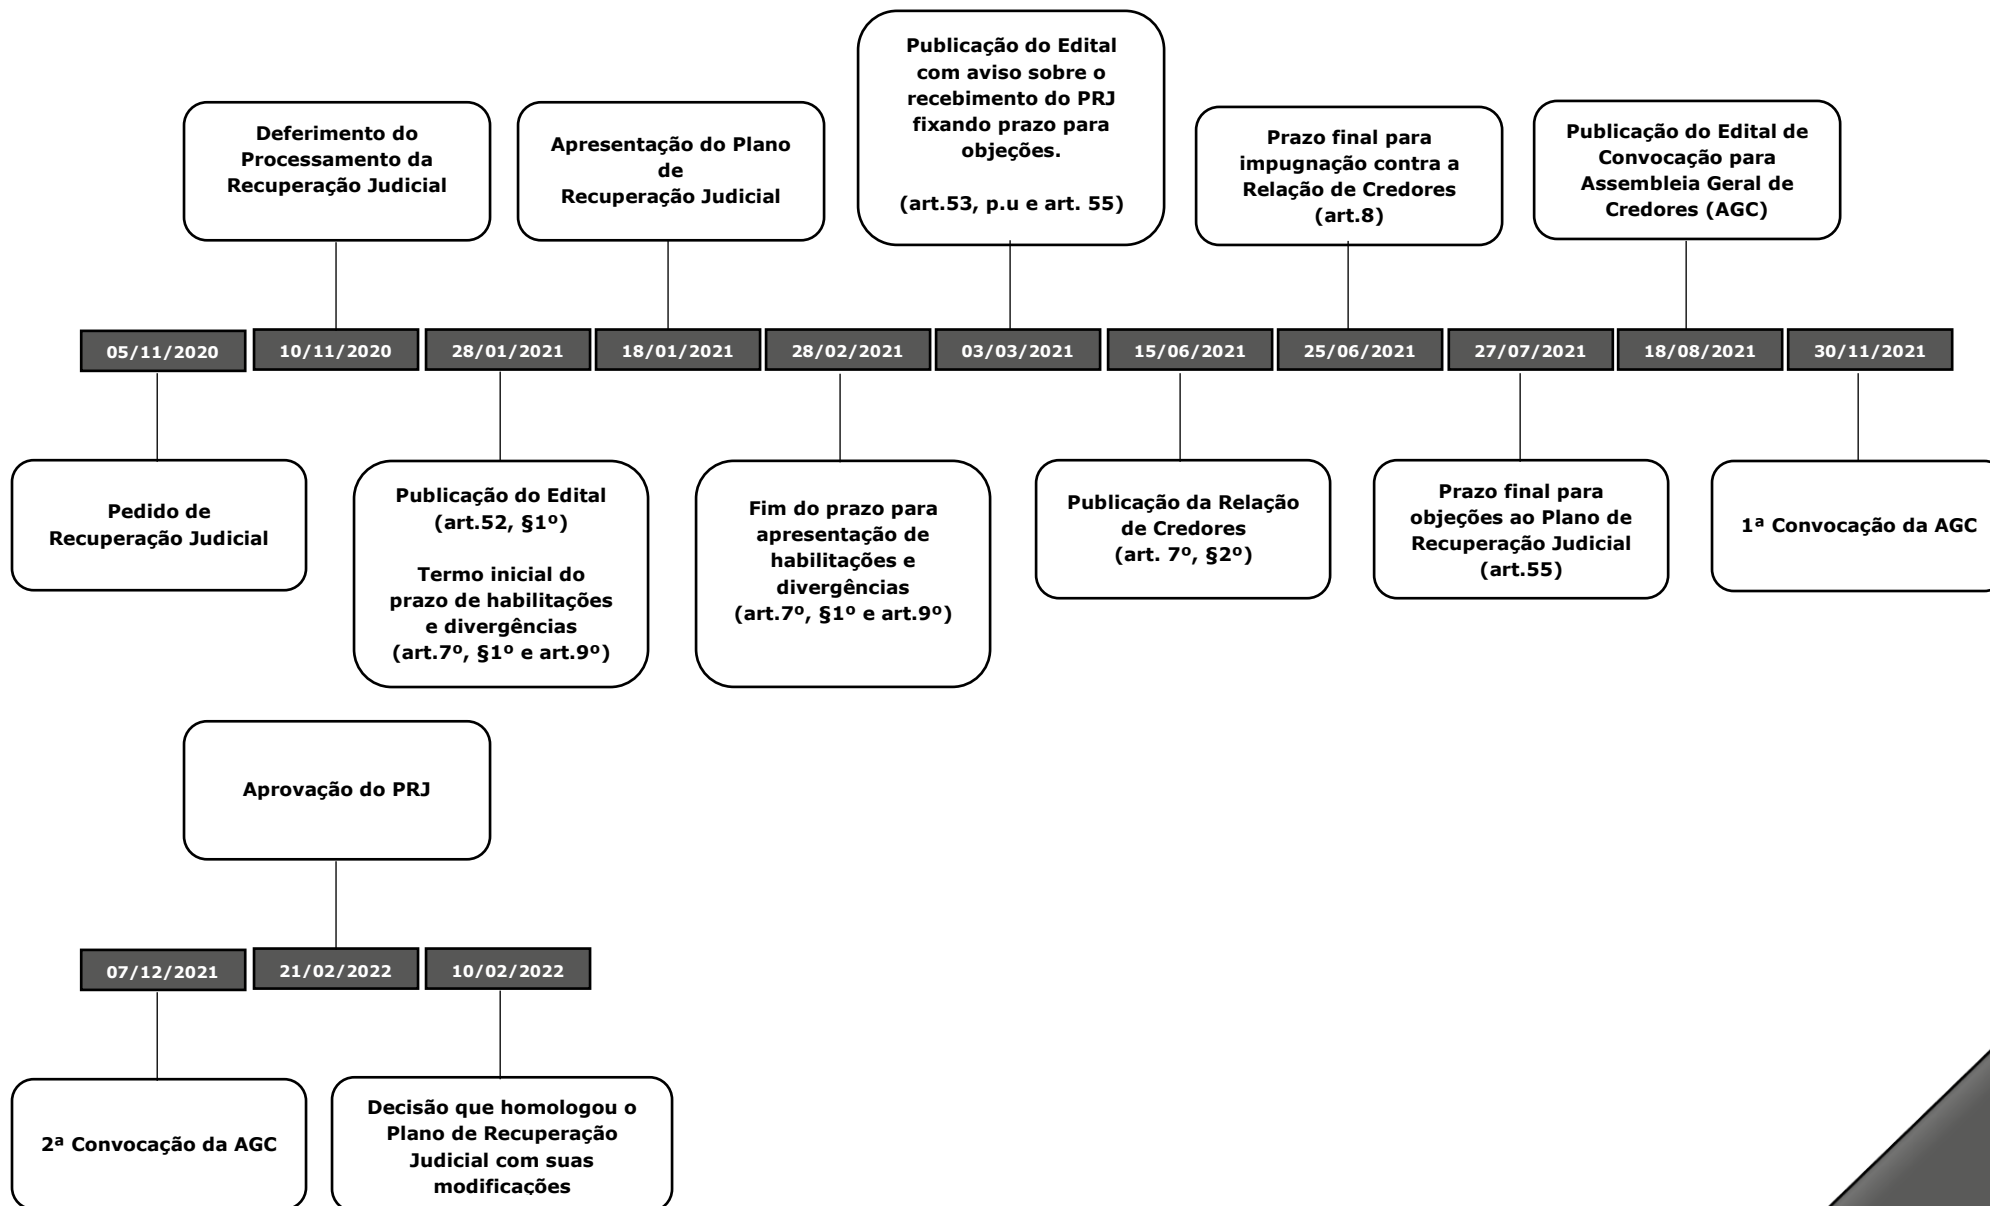 Deferimento do
Processamento da
Recuperação Judicial
Apresentação do Plano
de
Recuperação Judicial
Publicação do Edital
com aviso sobre o
recebimento do PRJ
fixando prazo para
objeções.
(art.53, p.u e art. 55)
Prazo final para
impugnação contra a
Relação de Credores
(art.8)
Publicação do Edital de
Convocação para
Assembleia Geral de
Credores (AGC)
05/11/2020
10/11/2020
28/01/2021
18/01/2021
28/02/2021
03/03/2021
15/06/2021
25/06/2021
27/07/2021
18/08/2021
30/11/2021
Pedido de
Recuperação Judicial
Publicação do Edital
(art.52, §1º)
Termo inicial do
prazo de habilitações
e divergências
(art.7º, §1º e art.9º)
Fim do prazo para
apresentação de
habilitações e
divergências
(art.7º, §1º e art.9º)
Publicação da Relação
de Credores
(art. 7º, §2º)
Prazo final para
objeções ao Plano de
Recuperação Judicial
(art.55)
1ª Convocação da AGC
Aprovação do PRJ
07/12/2021
21/02/2022
10/02/2022
2ª Convocação da AGC
Decisão que homologou o
Plano de Recuperação
Judicial com suas
modificações